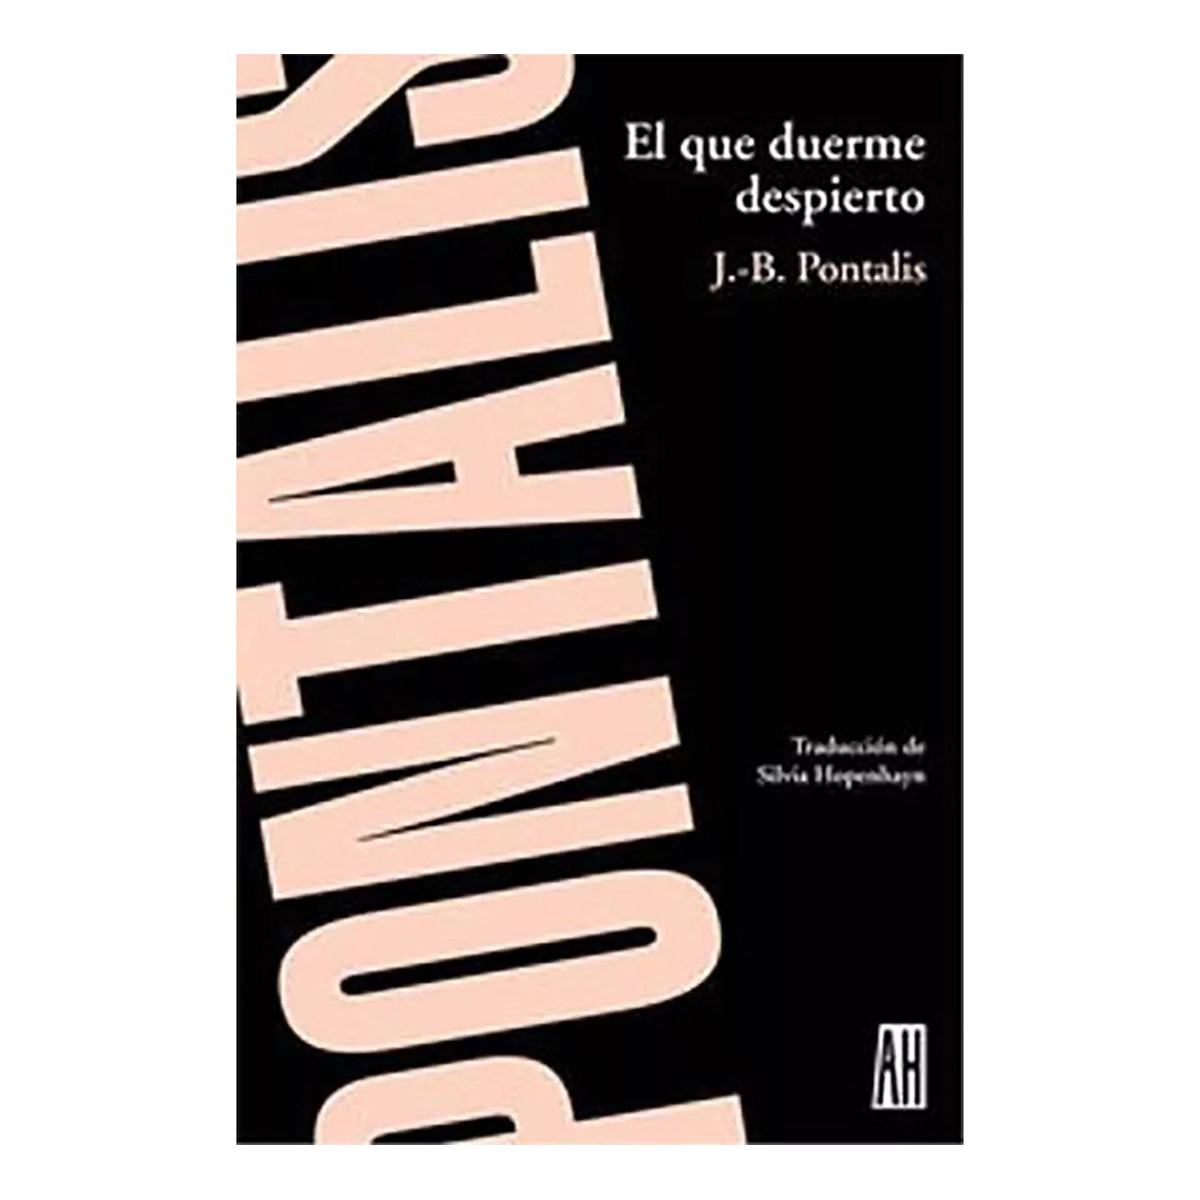 El que duerme
despierto
J.-B. Pontalis
PONTALIS
Traducción de
Silvia Hopenhayn
AH